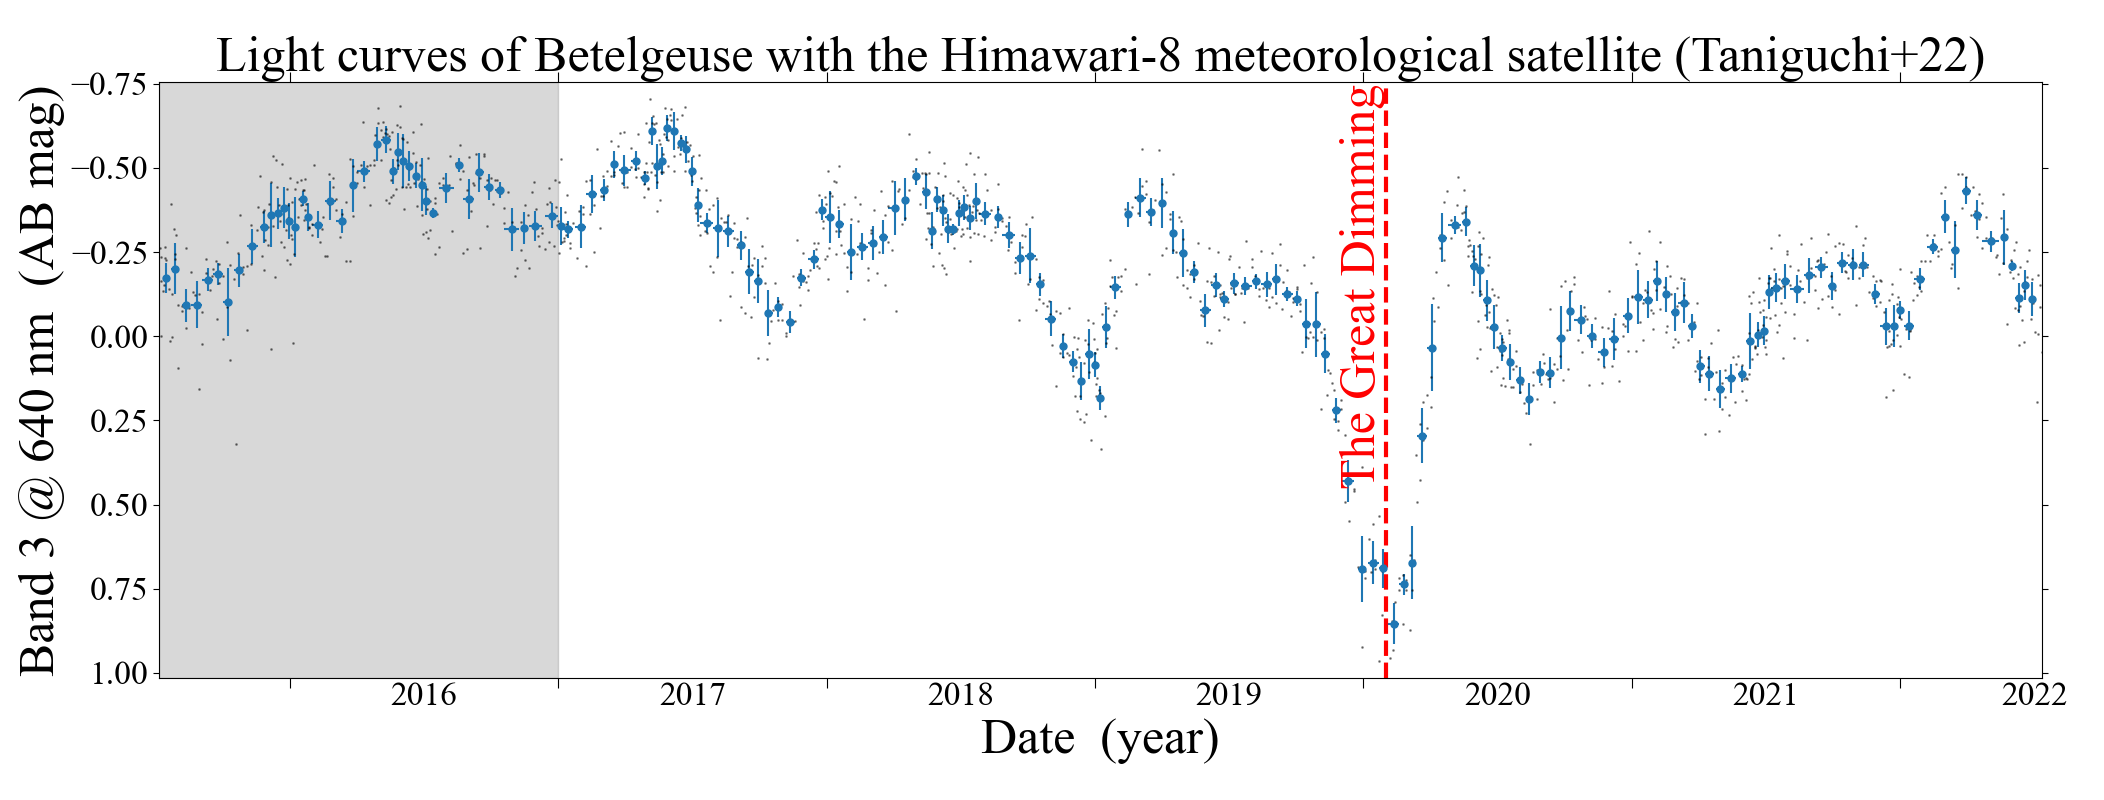 Light curves of Betelgeuse with the Himawari-8 meteorological satellite (Taniguchi+22)
Band 3 @ 640 nm (AB mag)
−0.75
−0.50
−0.25
0.00
0.25
0.50
0.75
1.00
The Great Dimming
2016 2017 2018 2019 2020 2021 2022
Date (year)